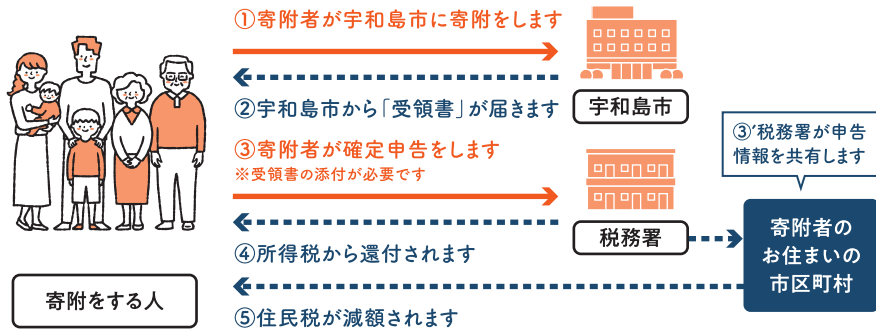 ①寄附者が宇和島市に寄附をします
②宇和島市から「受領書」が届きます
宇和島市
③寄附者が確定申告をします
※受領書の添付が必要です
③’税務署が申告
情報を共有します
税務署
④所得税から還付されます
寄附者の
お住まいの
市区町村
寄附をする人
⑤住民税が減額されます